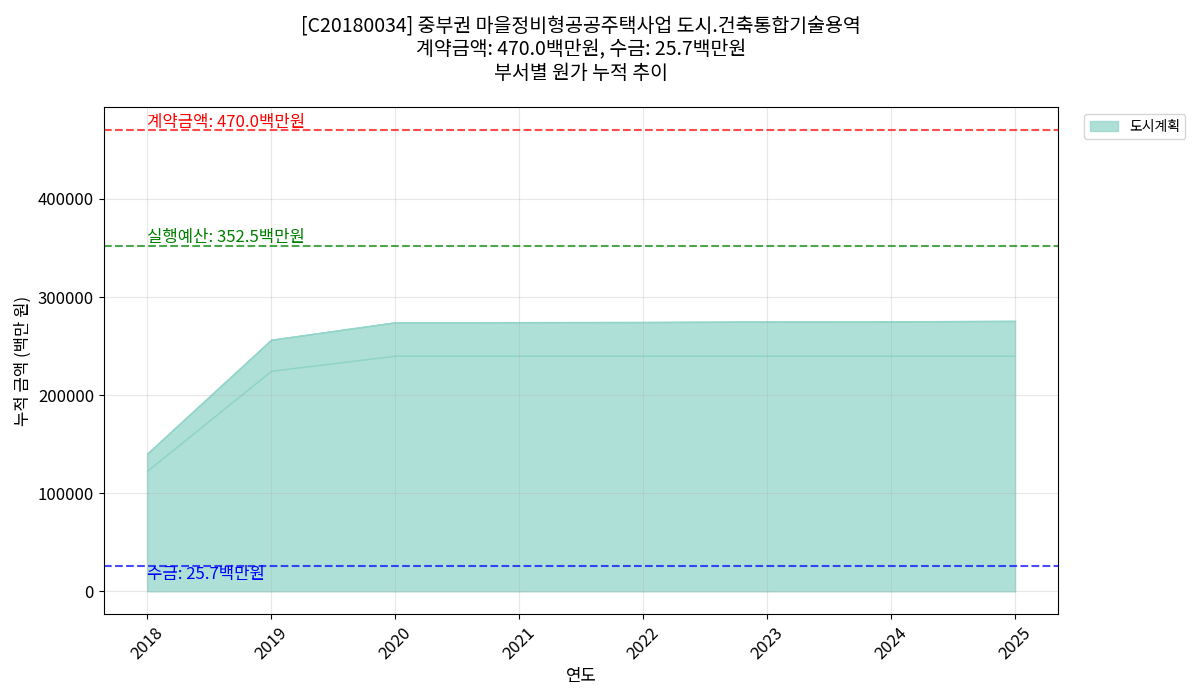 [C20180034] 중부권 마을정비형공공주택사업 도시.건축통합기술용역
계약금액: 470.0백만원, 수금: 25.7백만원
부서별 원가 누적 추이
계약금액: 470.0백만원
도시계획
실행예산: 352.5백만원
수금: 25.7백만원
누적 금액 (백만 원)
400000
300000
200000
100000
0
2018
2019
2020
2021
2022
2023
2024
2025
연도